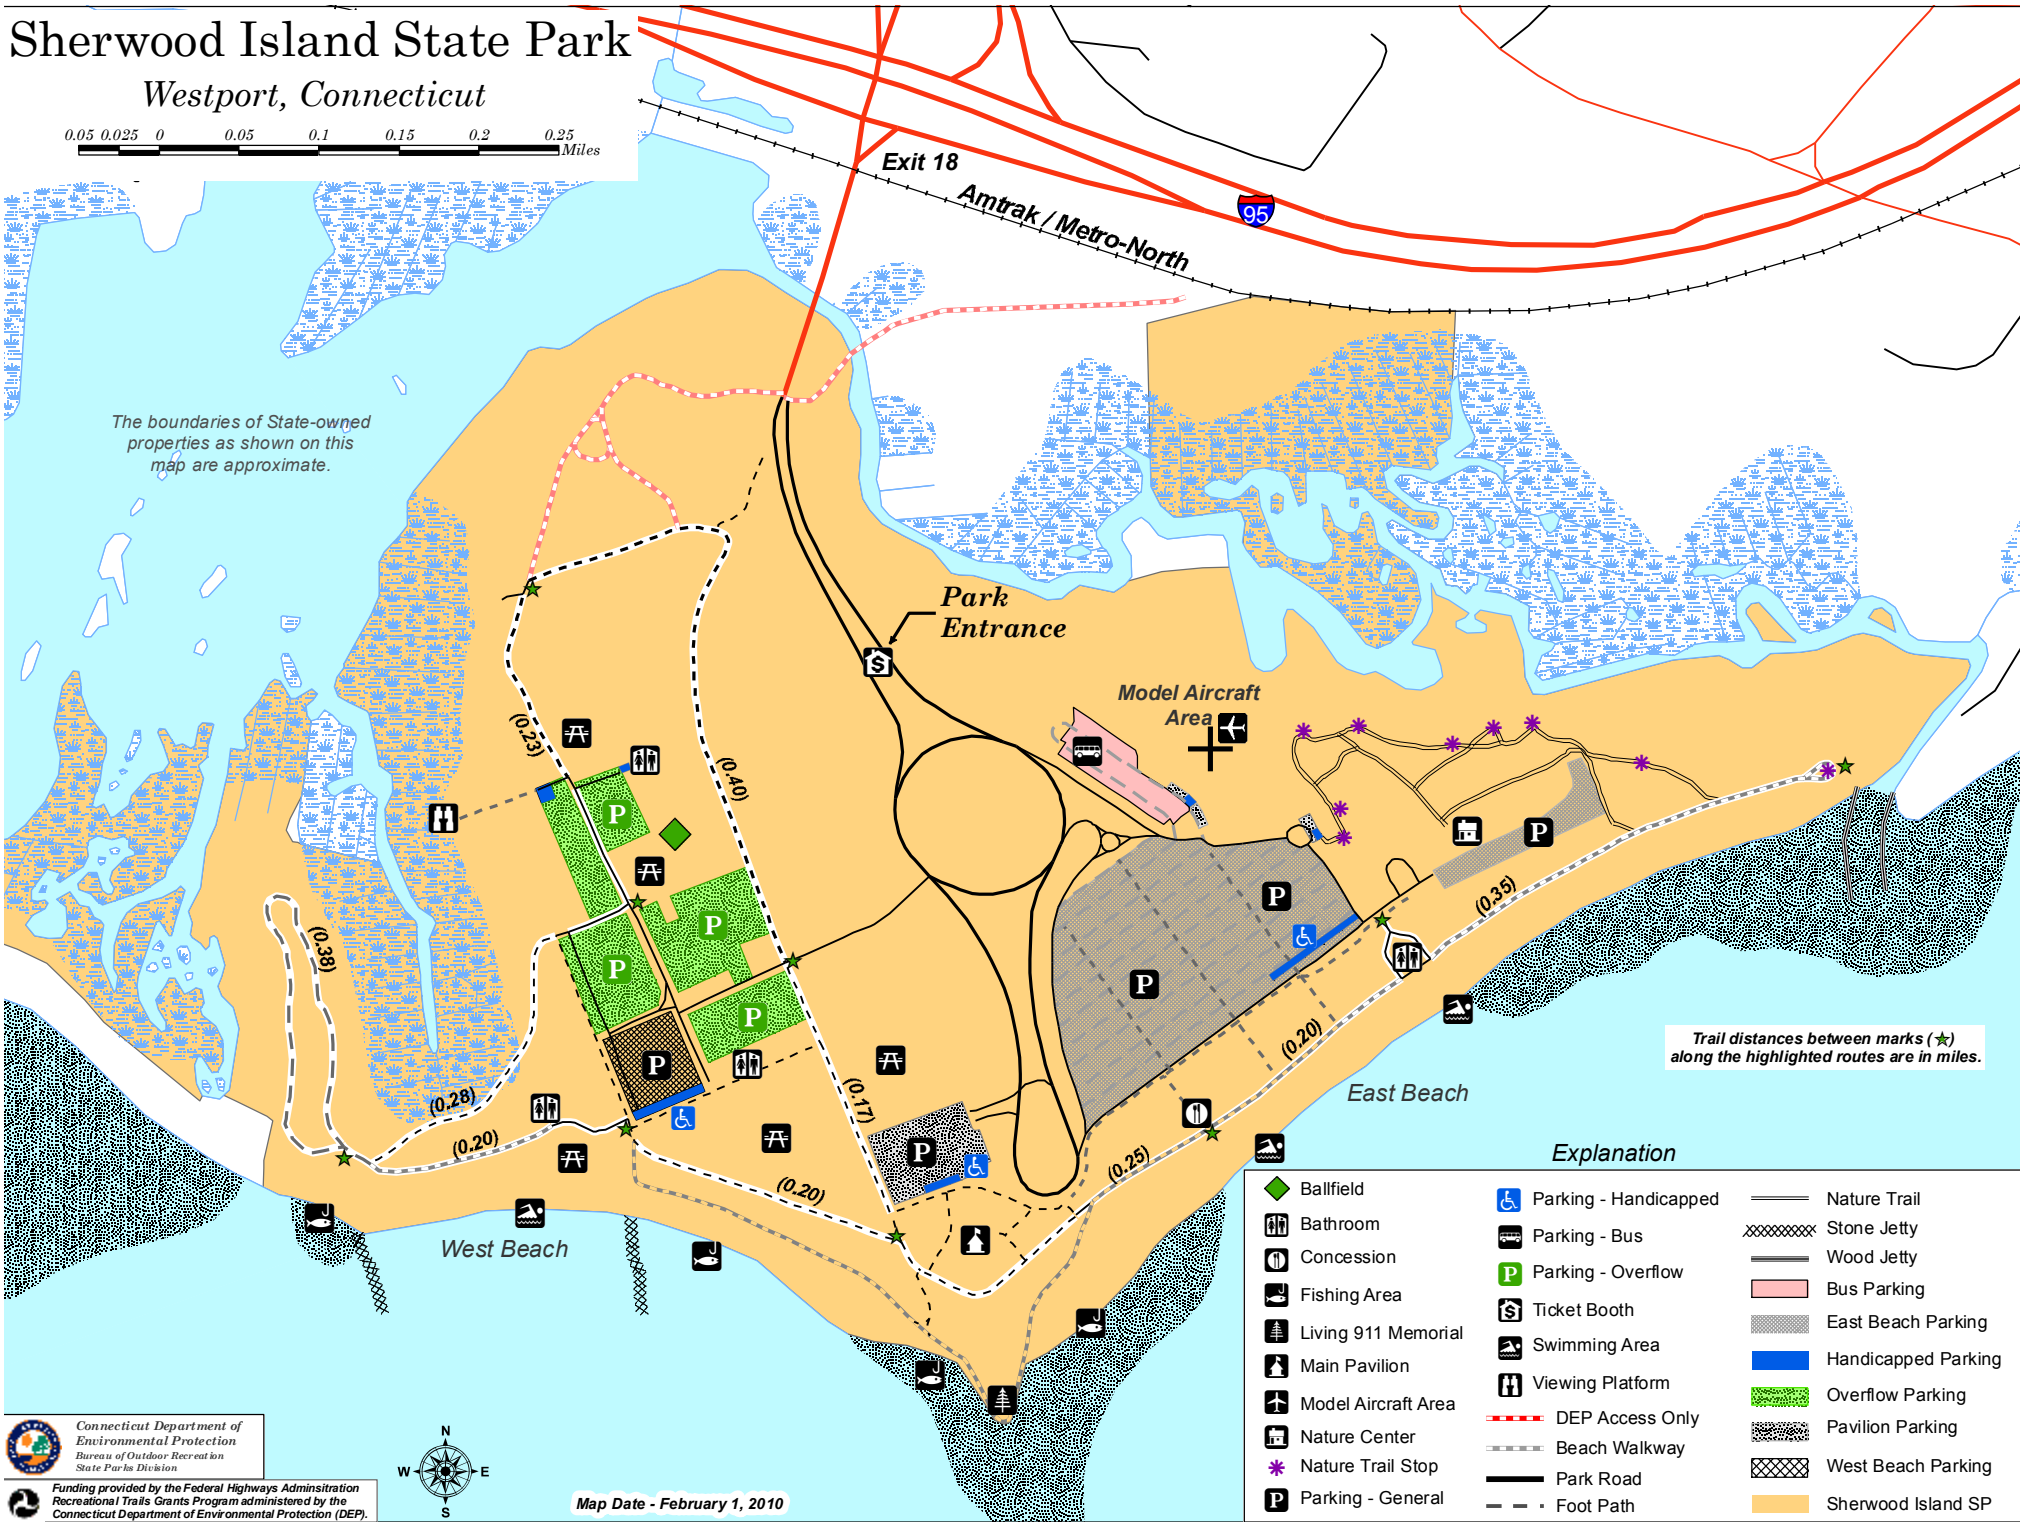 Sherwood Island State Park
Westport, Connecticut
0.05 0.025 0 0.05 0.1 0.15 0.2 0.25
Miles
Exit 18
Amtrak / Metro-North
95
The boundaries of State-owned
properties as shown on this
map are approximate.
Park
Entrance
$
Model Aircraft
Area
(0.23)
(0.40)
P
P
P
P
P
(0.38)
(0.28)
(0.20)
(0.17)
(0.20)
P
P
P
P
(0.35)
(0.20)
(0.25)
East Beach
West Beach
Trail distances between marks ( )
along the highlighted routes are in miles.
Explanation
Ballfield
Bathroom
Concession
Fishing Area
Living 911 Memorial
Main Pavilion
Model Aircraft Area
Nature Center
Nature Trail Stop
P Parking - General
Parking - Handicapped
Parking - Bus
P Parking - Overflow
$ Ticket Booth
Swimming Area
Viewing Platform
DEP Access Only
Beach Walkway
Park Road
Foot Path
Nature Trail
Stone Jetty
Wood Jetty
Bus Parking
East Beach Parking
Handicapped Parking
Overflow Parking
Pavilion Parking
West Beach Parking
Sherwood Island SP
Connecticut Department of
Environmental Protection
Bureau of Outdoor Recreation
State Parks Division
Funding provided by the Federal Highways Adminsitration
Recreational Trails Grants Program administered by the
Connecticut Department of Environmental Protection (DEP).
N
W E
S
Map Date - February 1, 2010